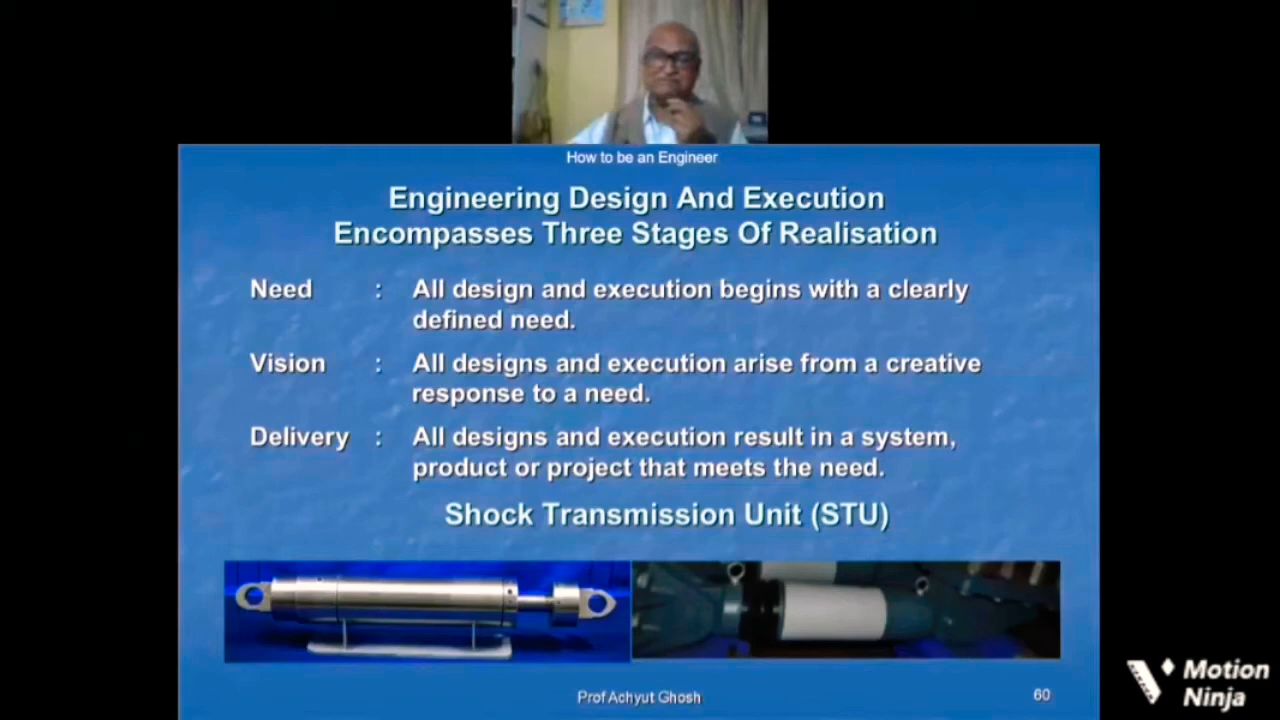 How to be an Engineer
Engineering Design And Execution
Encompasses Three Stages Of Realisation
Need : All design and execution begins with a clearly
defined need.
Vision : All designs and execution arise from a creative
response to a need.
Delivery : All designs and execution result in a system,
product or project that meets the need.
Shock Transmission Unit (STU)
Prof Achyut Ghosh
60
Motion
Ninja